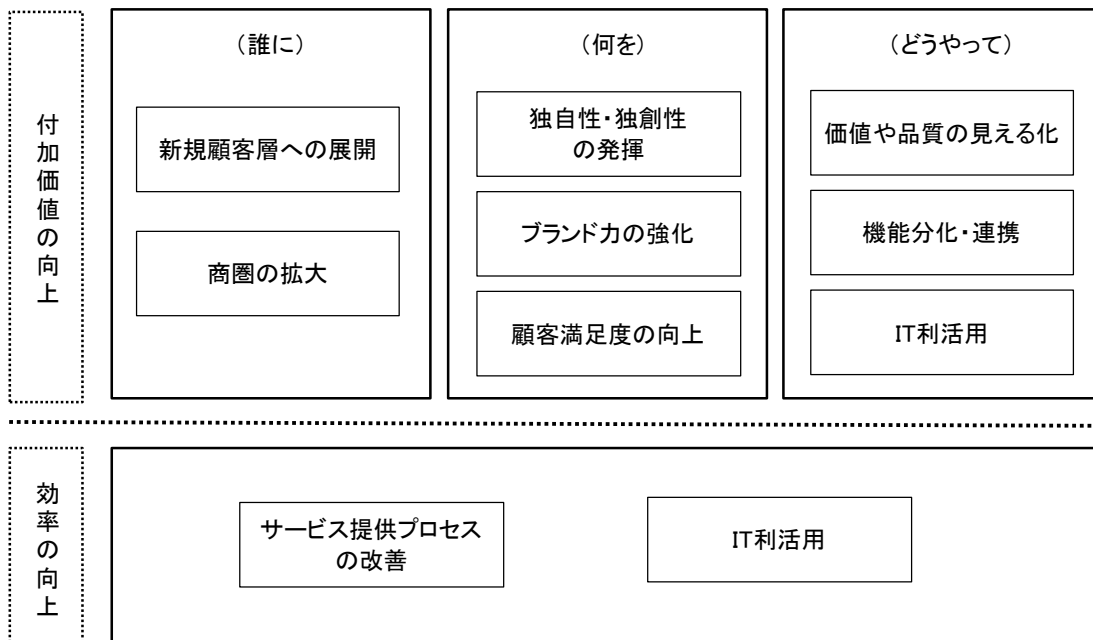 付加価値の向上
(誰に)
新規顧客層への展開
商圏の拡大
(何を)
独自性・独創性
の発揮
ブランド力の強化
顧客満足度の向上
(どうやって)
価値や品質の見える化
機能分化・連携
IT利活用
効率の向上
サービス提供プロセス
の改善
IT利活用